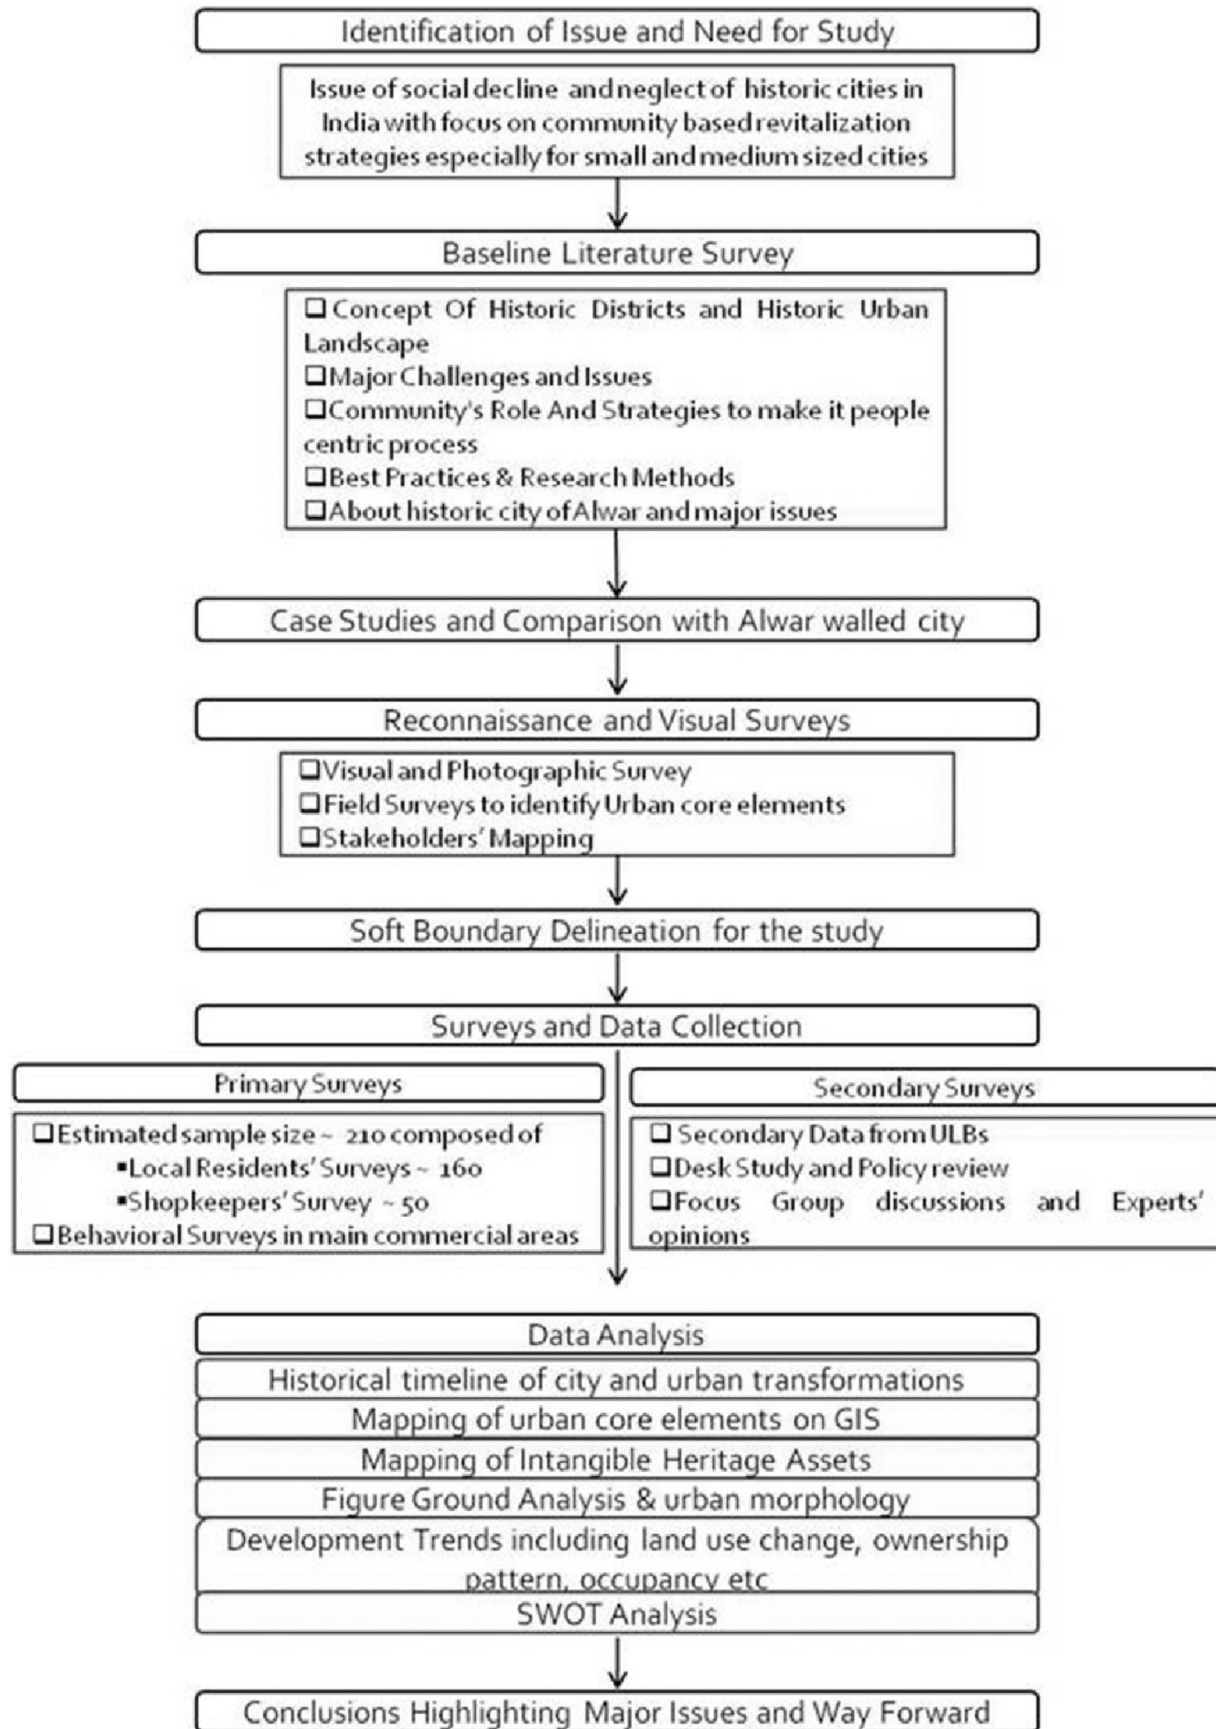 Identification of Issue and Need for Study
Issue of social decline and neglect of historic cities in
India with focus on community based revitalization
strategies especially for small and medium sized cities
Baseline Literature Survey
❑Concept Of Historic Districts and Historic Urban
Landscape
❑Major Challenges and Issues
❑Community's Role And Strategies to make it people
centric process
❑Best Practices & Research Methods
❑About historic city of Alwar and major issues
Case Studies and Comparison with Alwar walled city
Reconnaissance and Visual Surveys
❑Visual and Photographic Survey
❑Field Surveys to identify Urban core elements
❑Stakeholders' Mapping
Soft Boundary Delineation for the study
Surveys and Data Collection
Primary Surveys
❑Estimated sample size ~ 210 composed of
▪Local Residents' Surveys ~ 160
▪Shopkeepers' Survey ~ 50
❑Behavioral Surveys in main commercial areas
Secondary Surveys
❑ Secondary Data from ULBs
❑Desk Study and Policy review
❑Focus Group discussions and Experts'
opinions
Data Analysis
Historical timeline of city and urban transformations
Mapping of urban core elements on GIS
Mapping of Intangible Heritage Assets
Figure Ground Analysis & urban morphology
Development Trends including land use change, ownership
pattern, occupancy etc
SWOT Analysis
Conclusions Highlighting Major Issues and Way Forward